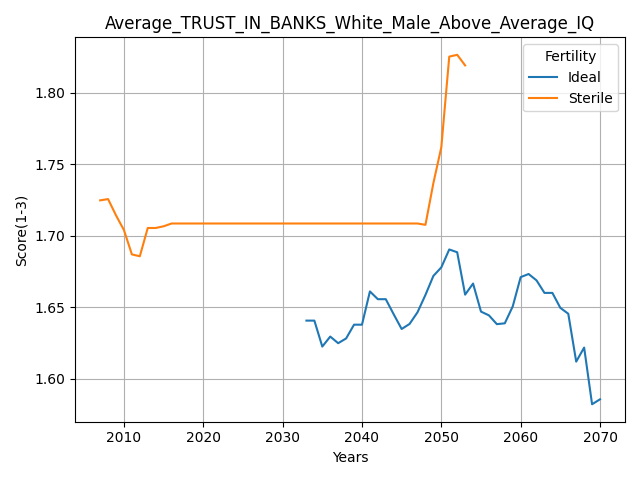 Average_TRUST_IN_BANKS_White_Male_Above_Average_IQ
Fertility
Ideal
Sterile
Score(1-3)
1.80
1.75
1.70
1.65
1.60
2010 2020 2030 2040 2050 2060 2070
Years